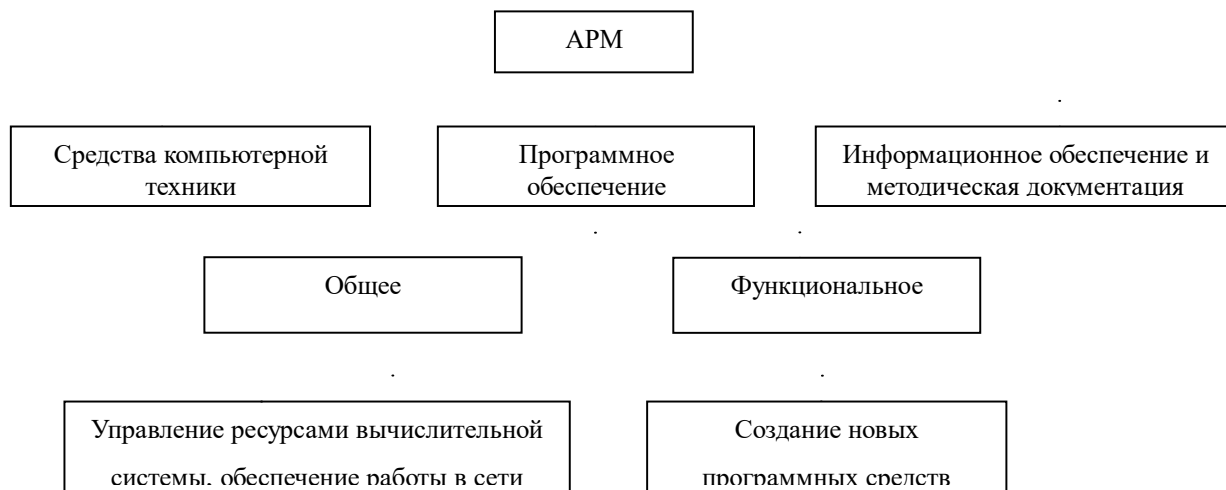 АРМ
Средства компьютерной
техники
Программное
обеспечение
Информационное обеспечение и
методическая документация
Общее
Функциональное
Управление ресурсами вычислительной
системы, обеспечение работы в сети
Создание новых
программных средств